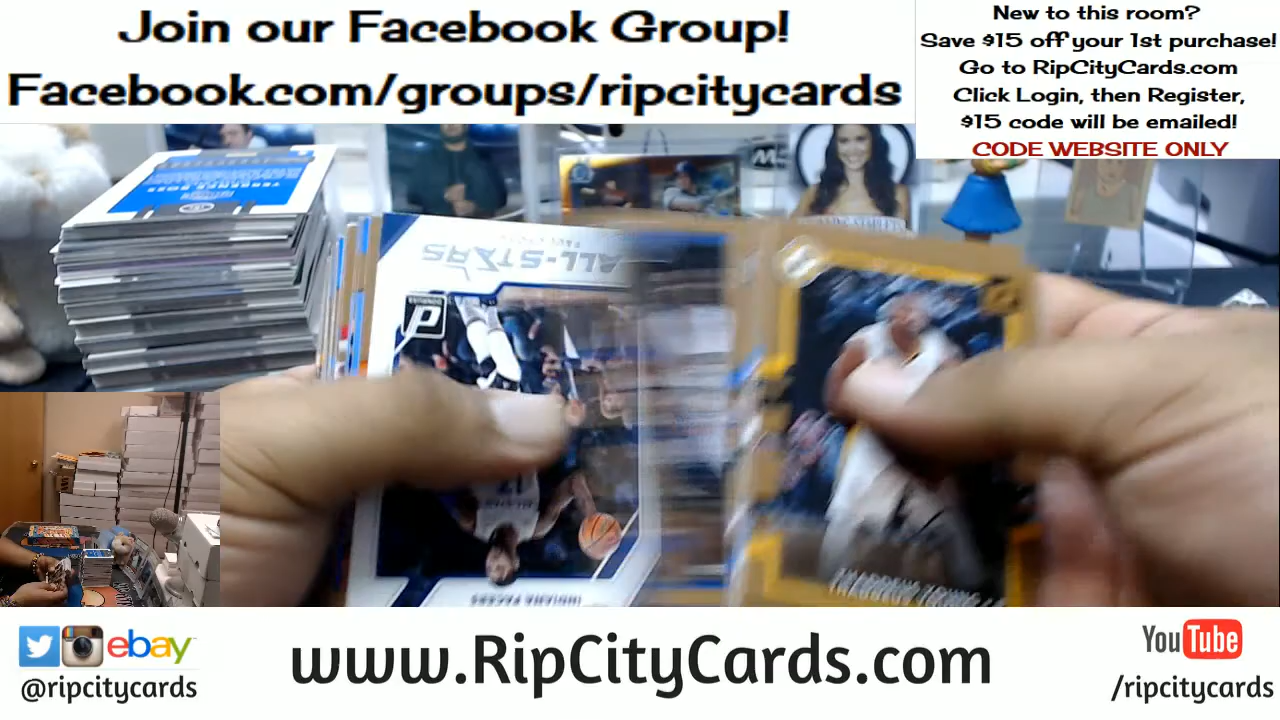 Join our Facebook Group!
Facebook.com/groups/ripcitycards
New to this room?
Save $15 off your 1st purchase!
Go to RipCityCards.com
Click Login, then Register,
$15 code will be emailed!
CODE WEBSITE ONLY
ALL-STARS
INDIANA PACERS
ebay
@ripcitycards
www.RipCityCards.com
YouTube
/ripcitycards